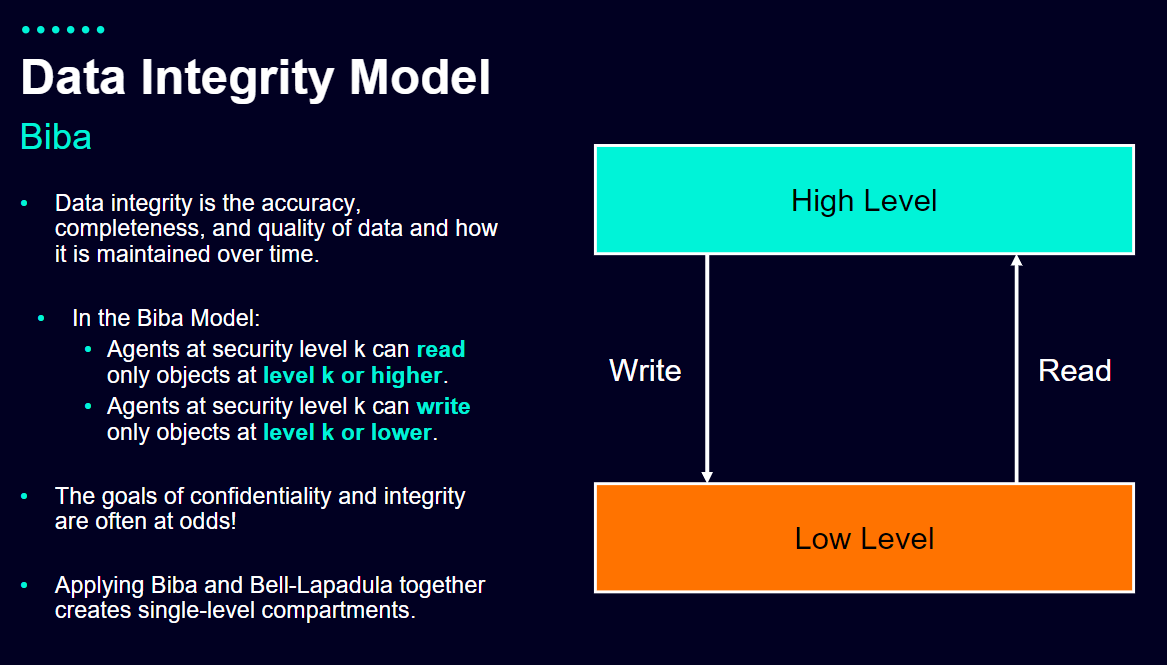 Data Integrity Model
Biba
• Data integrity is the accuracy,
completeness, and quality of data and how
it is maintained over time.
• In the Biba Model:
• Agents at security level k can read
only objects at level k or higher.
• Agents at security level k can write
only objects at level k or lower.
• The goals of confidentiality and integrity
are often at odds!
• Applying Biba and Bell-Lapadula together
creates single-level compartments.
High Level
Write
Read
Low Level